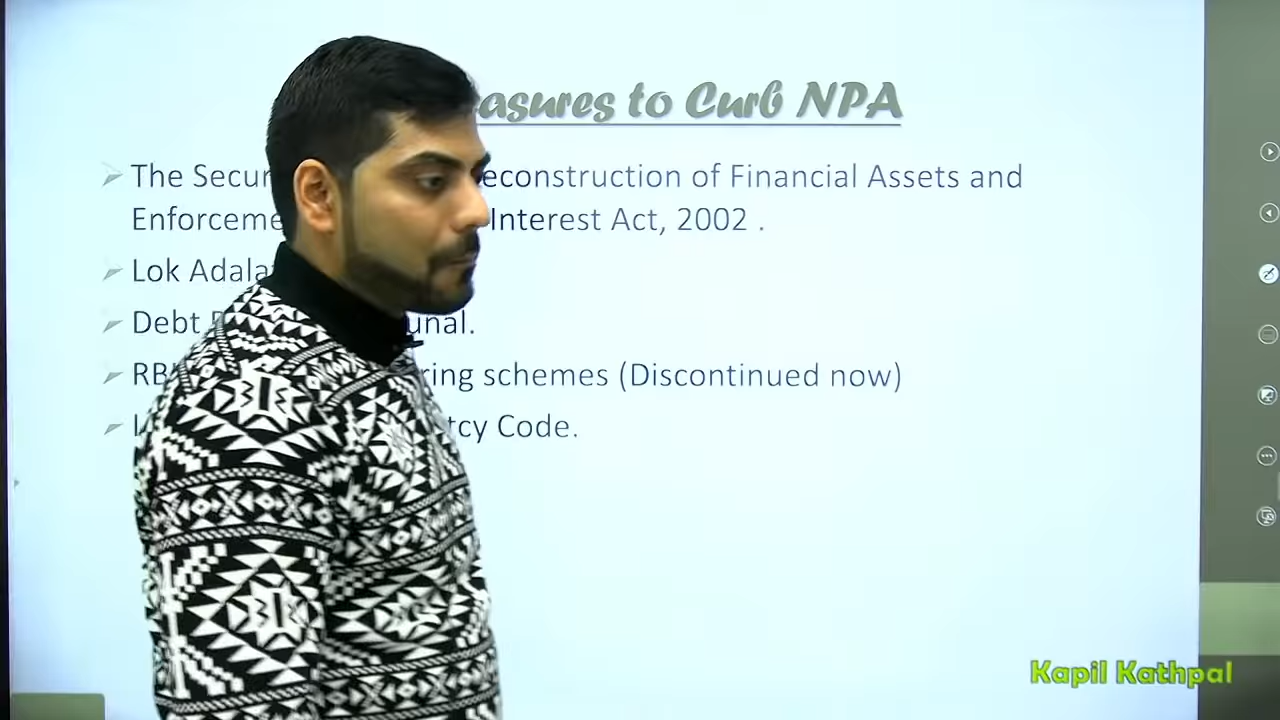 easures to Curb NPA
The Secur econstruction of Financial Assets and
Enforceme Interest Act, 2002 .
Lok Adala
Debt unal.
RB ring schemes (Discontinued now)
tcy Code.
Kapil Kathpal